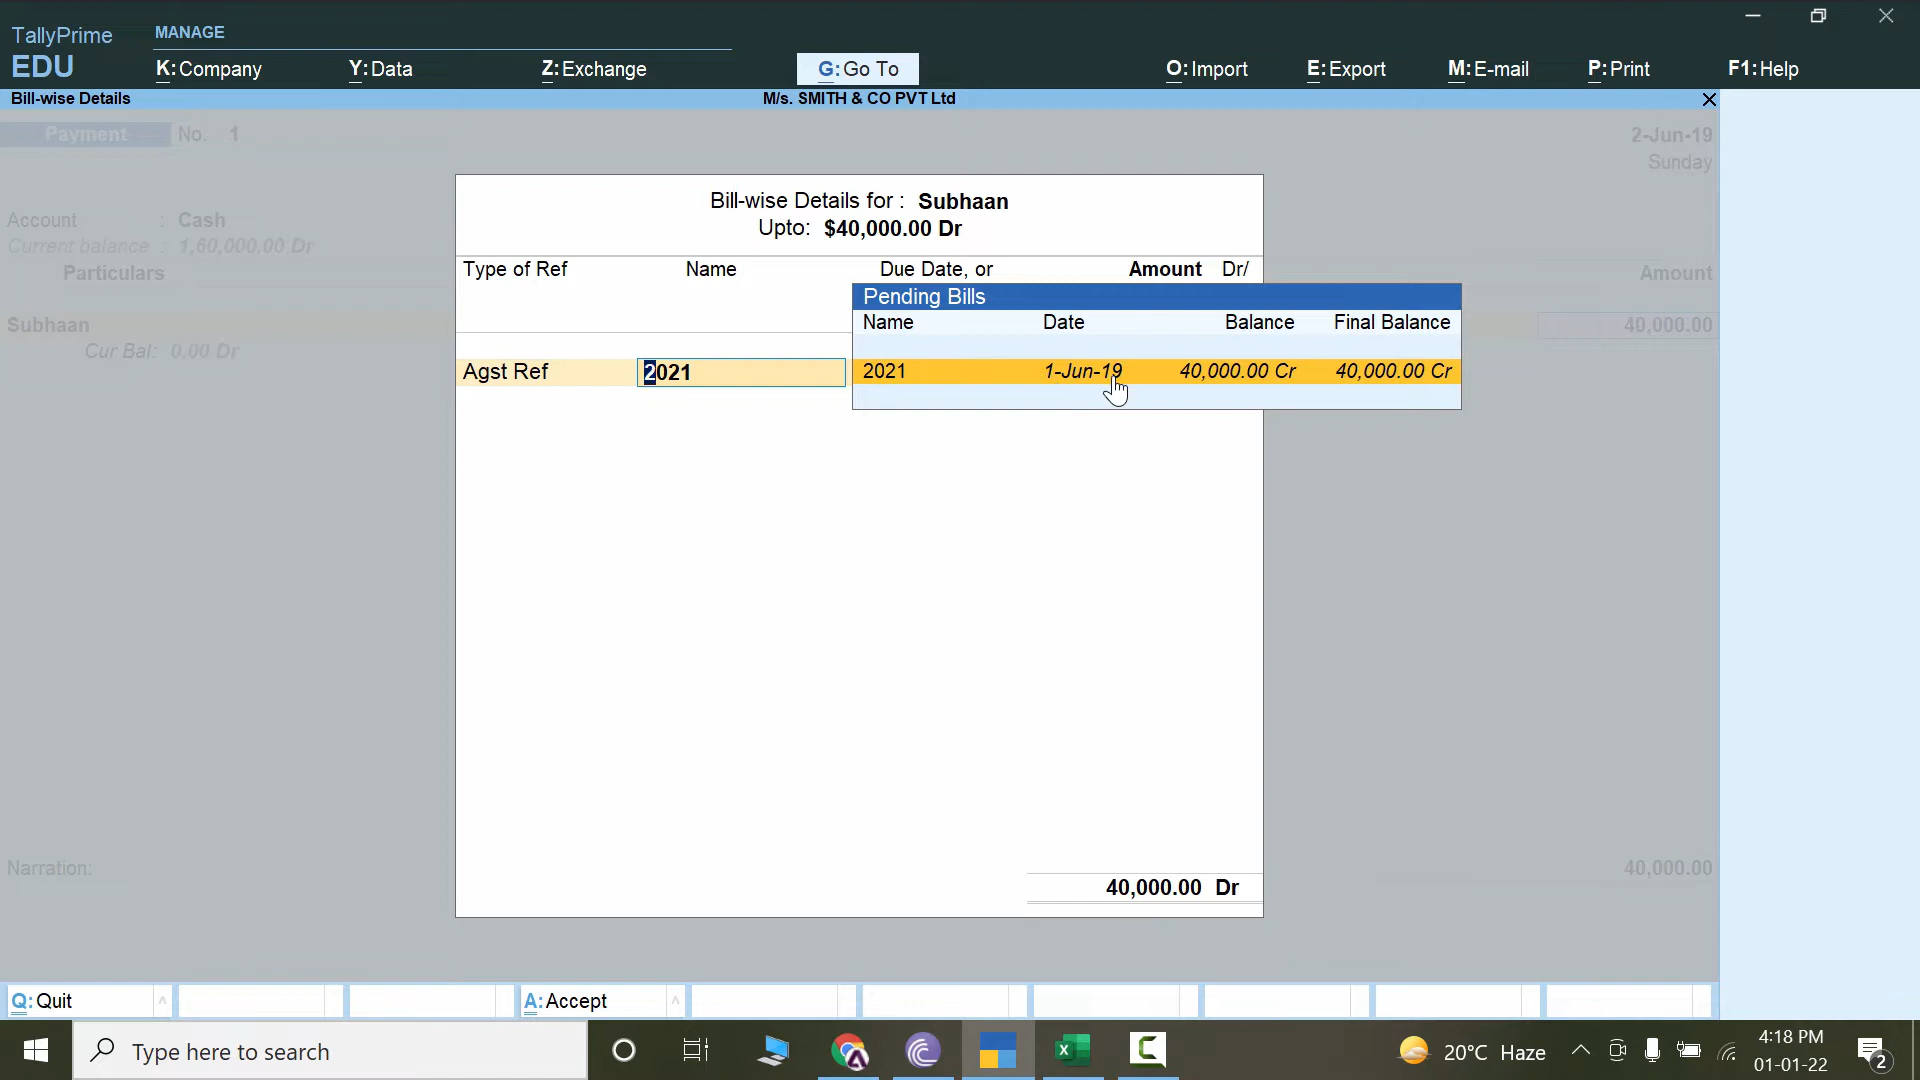 TallyPrime
EDU
MANAGE
K:Company
Y:Data
Z:Exchange
G:Go To
O:Import
E:Export
M:E-mail
P:Print
F1:Help
Bill-wise Details
M/s. SMITH & CO PVT Ltd
Payment No. 1
2-Jun-19
Sunday
Account : Cash
Current balance : 1,60,000.00 Dr
Particulars
Amount
Subhaan
40,000.00
Cur Bal: 0.00 Dr
Bill-wise Details for : Subhaan
Upto: $40,000.00 Dr
Type of Ref Name Due Date, or Amount Dr/
Pending Bills
Name Date Balance Final Balance
Agst Ref 2021
2021 1-Jun-19 40,000.00 Cr 40,000.00 Cr
Narration:
40,000.00
40,000.00 Dr
Q:Quit
A:Accept
Type here to search
20°C Haze
4:18 PM
01-01-22
2